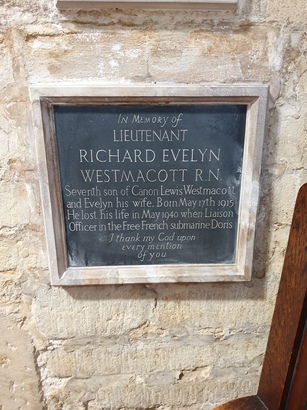 In Memory of
LIEUTENANT
RICHARD EVELYN
WESTMACOTT R.N.
Seventh son of Canon Lewis Westmacott
and Evelyn his wife. Born May 17th 1915
He lost his life in May 1940 when Liaison
Officer in the Free French submarine Doris
I thank my God upon
every mention
of you